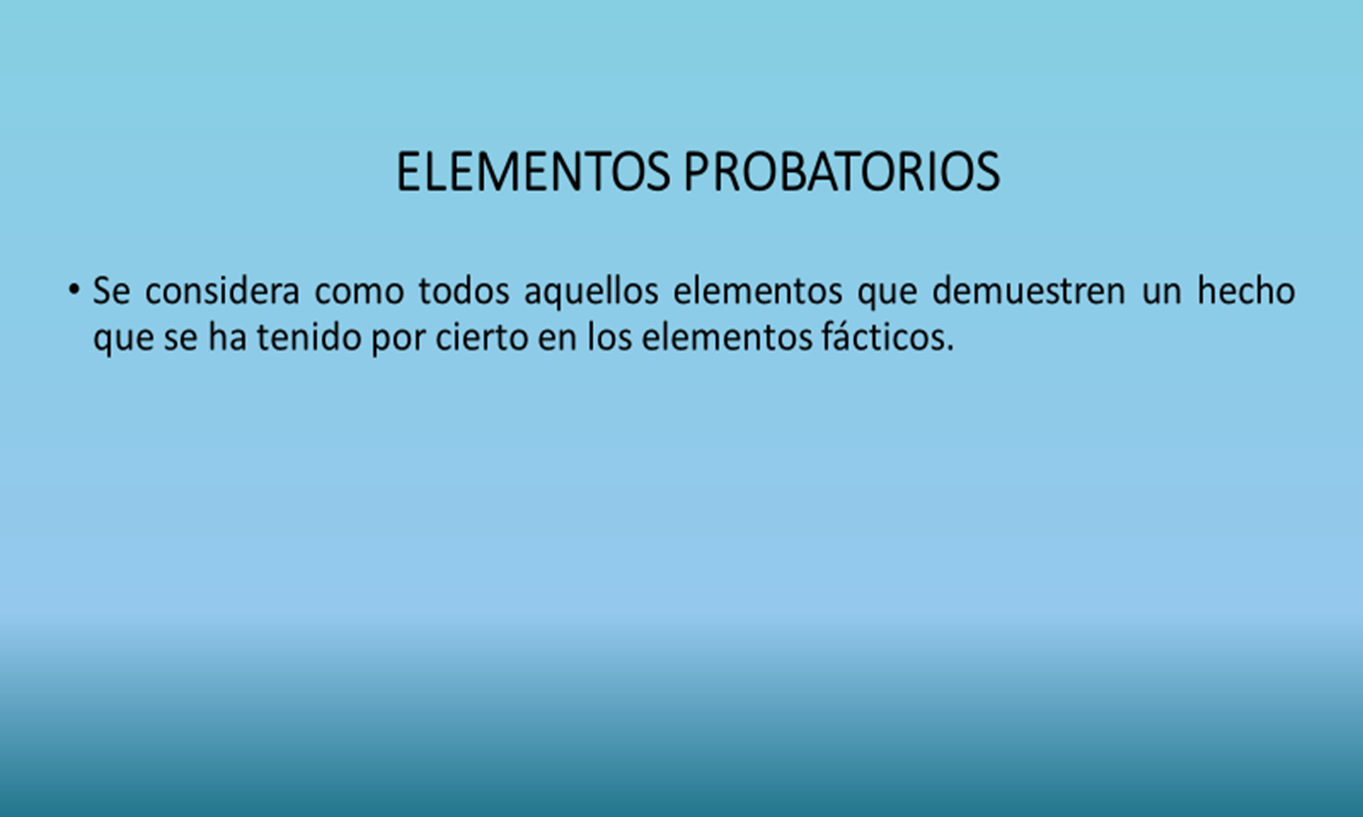 ELEMENTOS PROBATORIOS
• Se considera como todos aquellos elementos que demuestren un hecho
que se ha tenido por cierto en los elementos fácticos.